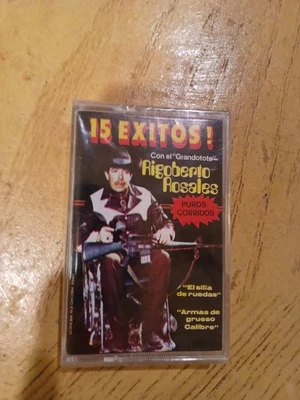 15 EXITOS!
Con el "Grandotote"
Rigoberto
Rosales
PUROS
CORRIDOS
"El silla
de ruedas"
"Armas de
grueso
Calibre"